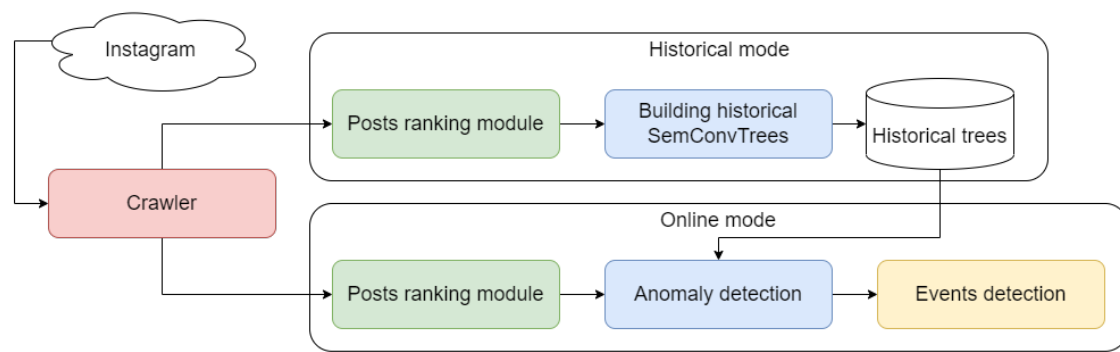 Instagram
Historical mode
Posts ranking module
Building historical
SemConvTrees
Historical trees
Crawler
Online mode
Posts ranking module
Anomaly detection
Events detection